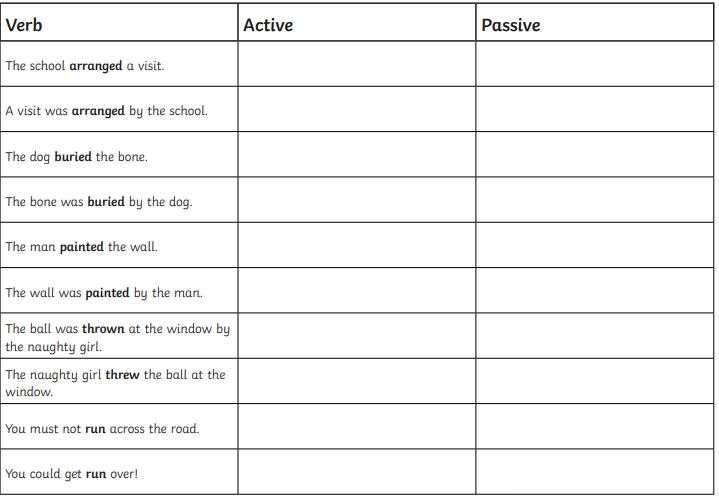 Verb Active Passive
The school arranged a visit.
A visit was arranged by the school.
The dog buried the bone.
The bone was buried by the dog.
The man painted the wall.
The wall was painted by the man.
The ball was thrown at the window by
the naughty girl.
The naughty girl threw the ball at the
window.
You must not run across the road.
You could get run over!